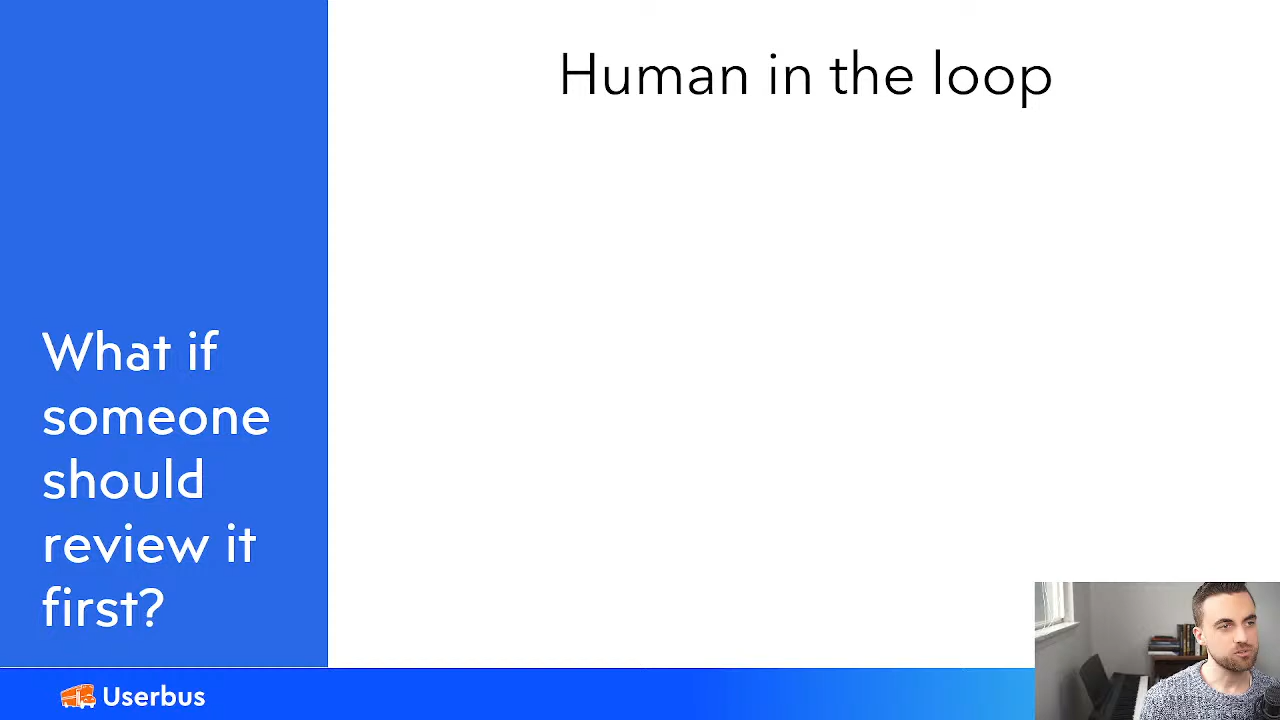 Human in the loop
What if
someone
should
review it
first?
Userbus